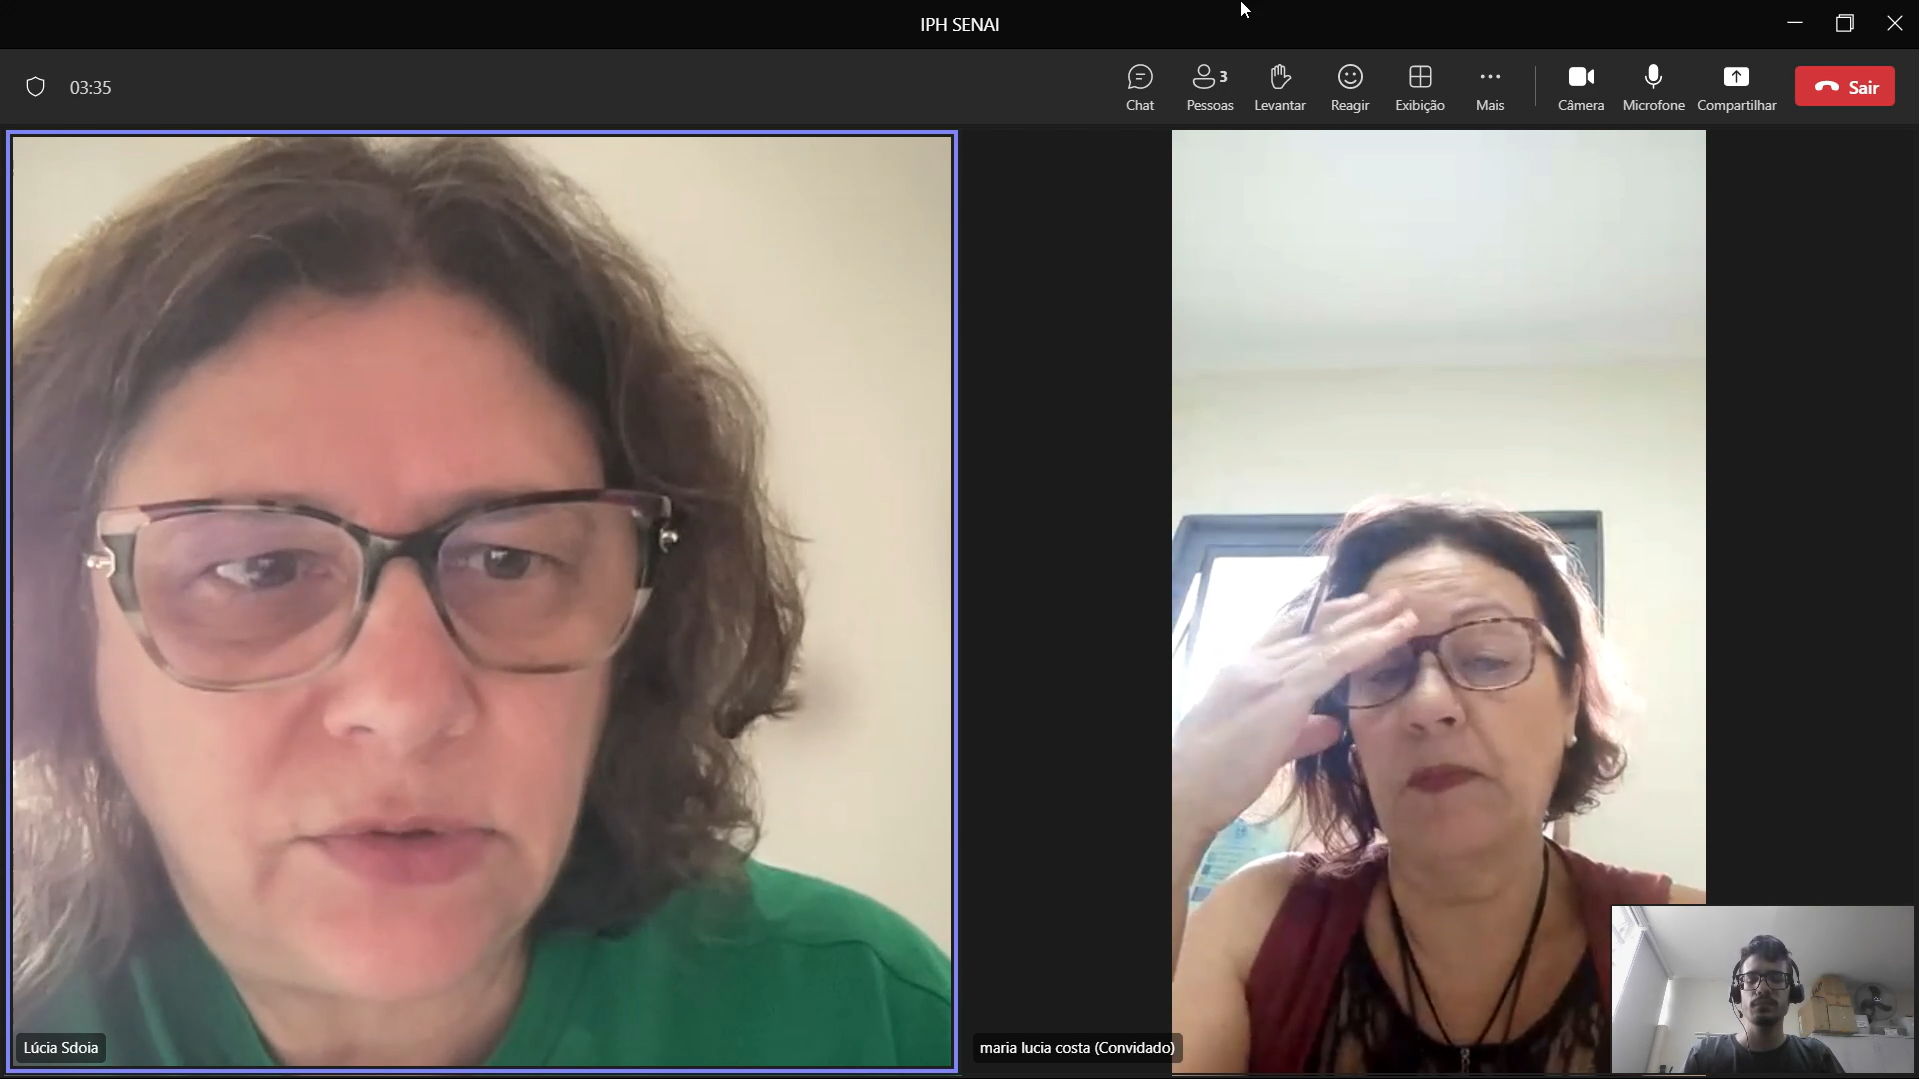 IPH SENAI
03:35
Chat
3
Pessoas
Levantar
Reagir
Exibição
Mais
Câmera
Microfone
Compartilhar
Sair
Lúcia Sdoia
maria lucia costa (Convidado)